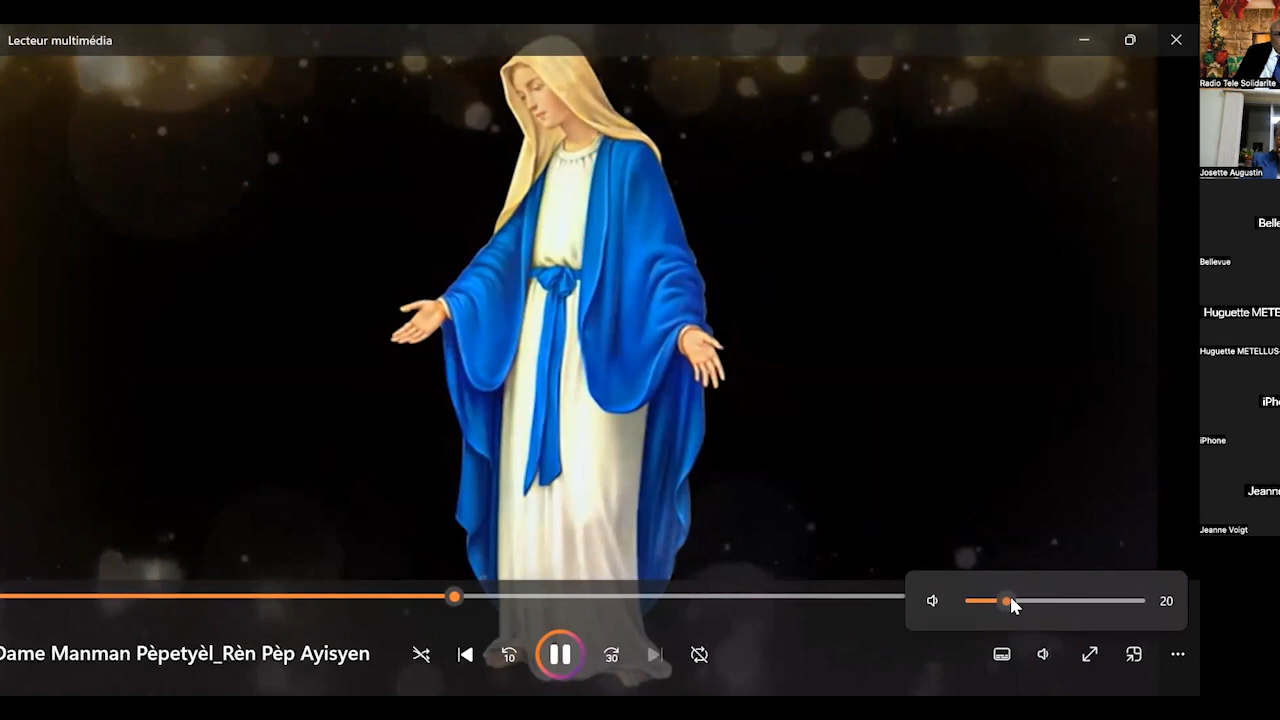 Lecteur multimédia
Radio Tele Solidarite
Josette Augustin
Belle
Bellevue
Huguette METE
Huguette METELLUS
iPh
iPhone
Jeann
Jeanne Voigt
20
Dame Manman Pèpetyèl_Rèn Pèp Ayisyen
10
30